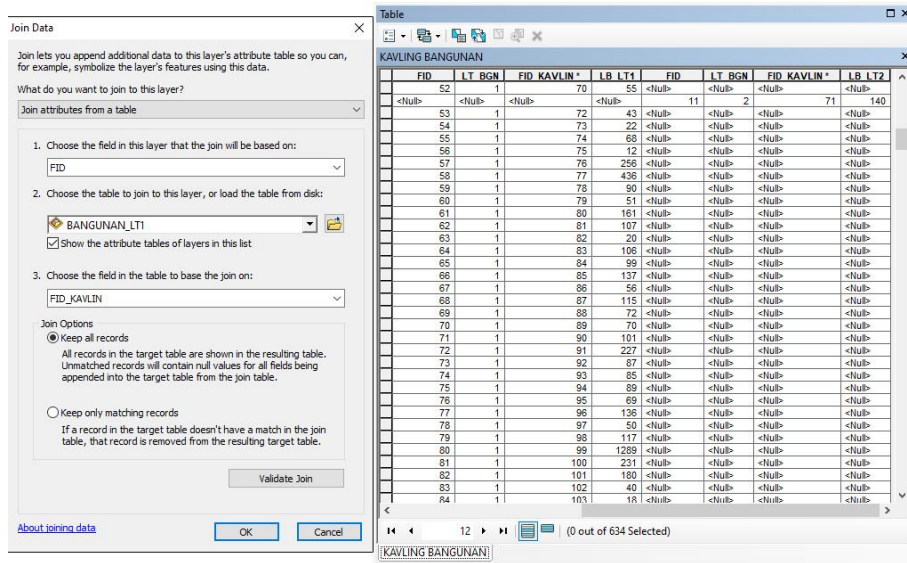 Join Data
Join lets you append additional data to this layer's attribute table so you can,
for example, symbolize the layer's features using this data.
What do you want to join to this layer?
Join attributes from a table
1. Choose the field in this layer that the join will be based on:
FID
2. Choose the table to join to this layer, or load the table from disk:
BANGUNAN_LT1
Show the attribute tables of layers in this list
3. Choose the field in the table to base the join on:
FID_KAVLIN
Join Options
Keep all records
All records in the target table are shown in the resulting table.
Unmatched records will contain null values for all fields being
appended into the target table from the join table.
Keep only matching records
If a record in the target table doesn't have a match in the join
table, that record is removed from the resulting target table.
Validate Join
About joining data
OK
Cancel
Table
KAVLING BANGUNAN
FID LT_BGN FID_KAVLIN * LB_LT1 FID LT_BGN FID_KAVLIN * LB_LT2
52 1 70 55 <Null> <Null> <Null> <Null>
<Null> <Null> <Null> <Null> 11 2 71 140
53 1 72 43 <Null> <Null> <Null> <Null>
54 1 73 22 <Null> <Null> <Null> <Null>
55 1 74 68 <Null> <Null> <Null> <Null>
56 1 75 12 <Null> <Null> <Null> <Null>
57 1 76 256 <Null> <Null> <Null> <Null>
58 1 77 436 <Null> <Null> <Null> <Null>
59 1 78 90 <Null> <Null> <Null> <Null>
60 1 79 51 <Null> <Null> <Null> <Null>
61 1 80 161 <Null> <Null> <Null> <Null>
62 1 81 107 <Null> <Null> <Null> <Null>
63 1 82 20 <Null> <Null> <Null> <Null>
64 1 83 106 <Null> <Null> <Null> <Null>
65 1 84 99 <Null> <Null> <Null> <Null>
66 1 85 137 <Null> <Null> <Null> <Null>
67 1 86 56 <Null> <Null> <Null> <Null>
68 1 87 115 <Null> <Null> <Null> <Null>
69 1 88 72 <Null> <Null> <Null> <Null>
70 1 89 70 <Null> <Null> <Null> <Null>
71 1 90 101 <Null> <Null> <Null> <Null>
72 1 91 227 <Null> <Null> <Null> <Null>
73 1 92 87 <Null> <Null> <Null> <Null>
74 1 93 85 <Null> <Null> <Null> <Null>
75 1 94 89 <Null> <Null> <Null> <Null>
76 1 95 69 <Null> <Null> <Null> <Null>
77 1 96 136 <Null> <Null> <Null> <Null>
78 1 97 50 <Null> <Null> <Null> <Null>
79 1 98 117 <Null> <Null> <Null> <Null>
80 1 99 1289 <Null> <Null> <Null> <Null>
81 1 100 231 <Null> <Null> <Null> <Null>
82 1 101 180 <Null> <Null> <Null> <Null>
83 1 102 40 <Null> <Null> <Null> <Null>
84 1 103 18 <Null> <Null> <Null> <Null>
12 (0 out of 634 Selected)
KAVLING BANGUNAN